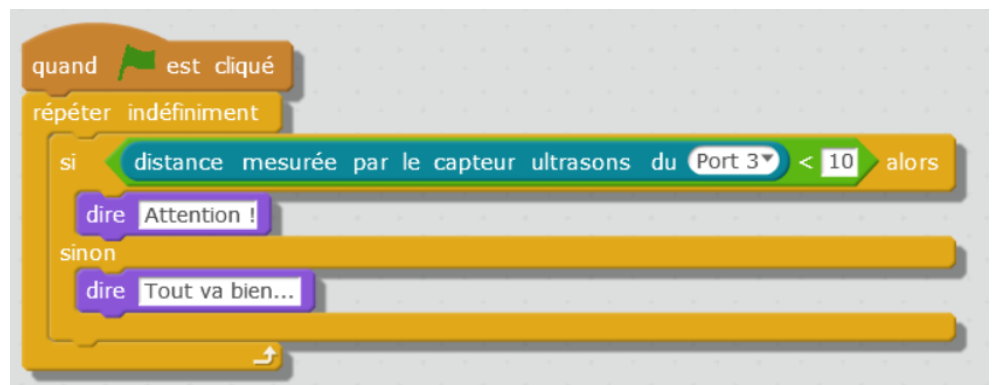 quand est cliqué
répéter indéfiniment
si distance mesurée par le capteur ultrasons du Port 3 < 10 alors
dire Attention !
sinon
dire Tout va bien...